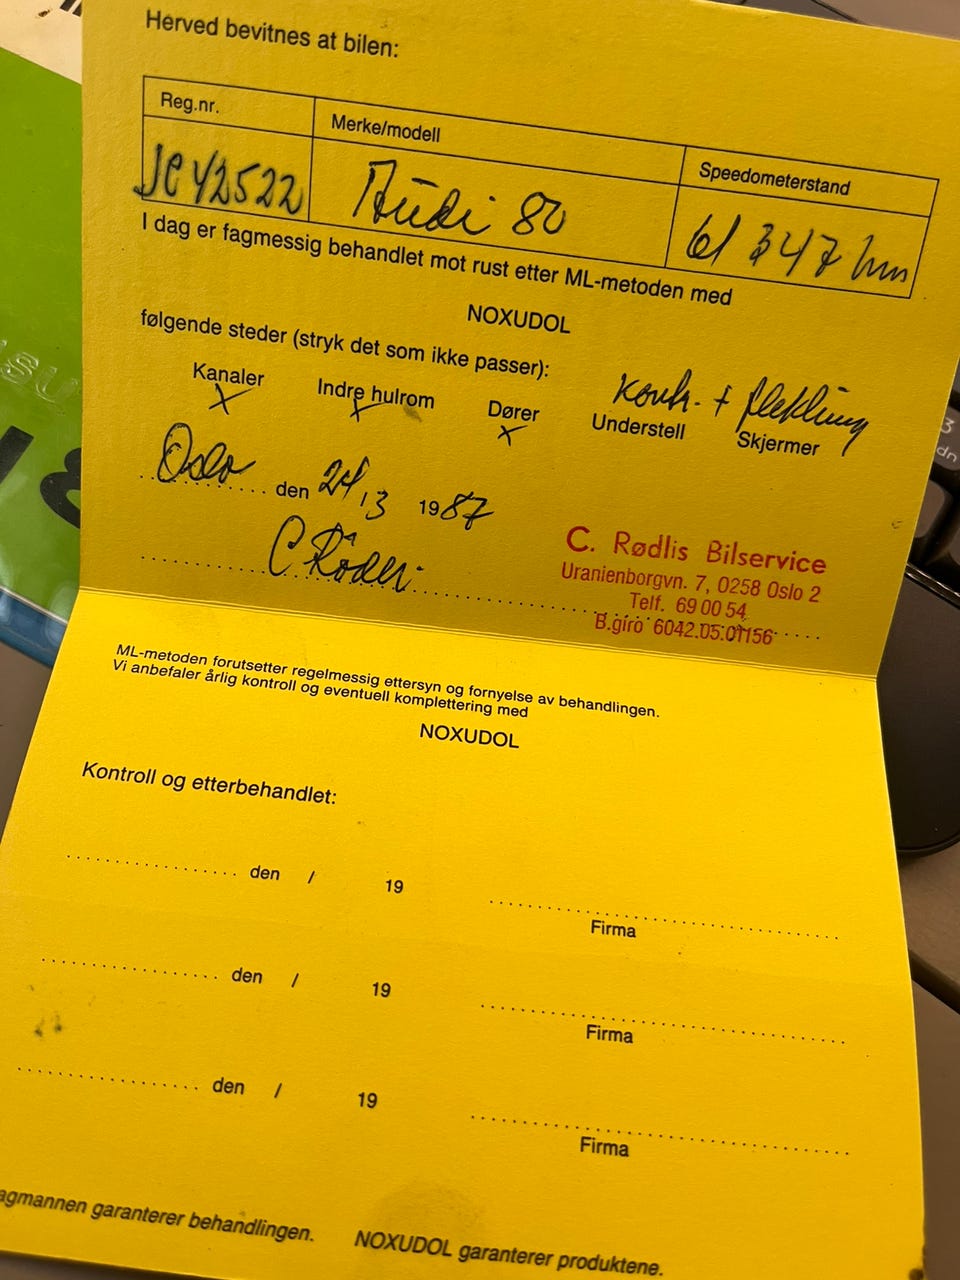 Herved bevitnes at bilen:
Reg.nr. Merke/modell Speedometerstand
Audi 80 61 347 km
I dag er fagmessig behandlet mot rust etter ML-metoden med
NOXUDOL
følgende steder (stryk det som ikke passer):
kontr. + flekking
Kanaler Indre hulrom Dører Understell Skjermer
X X X
Oslo den 24/3 1987
C. Rødlis Bilservice
Uranienborgvn. 7, 0258 Oslo 2
Telf. 69 00 54
B.giro 6042.05.01156
ML-metoden forutsetter regelmessig ettersyn og fornyelse av behandlingen.
Vi anbefaler årlig kontroll og eventuell komplettering med
NOXUDOL
Kontroll og etterbehandlet:
den / 19
Firma
den / 19
Firma
den / 19
Firma
agmannen garanterer behandlingen. NOXUDOL garanterer produktene.